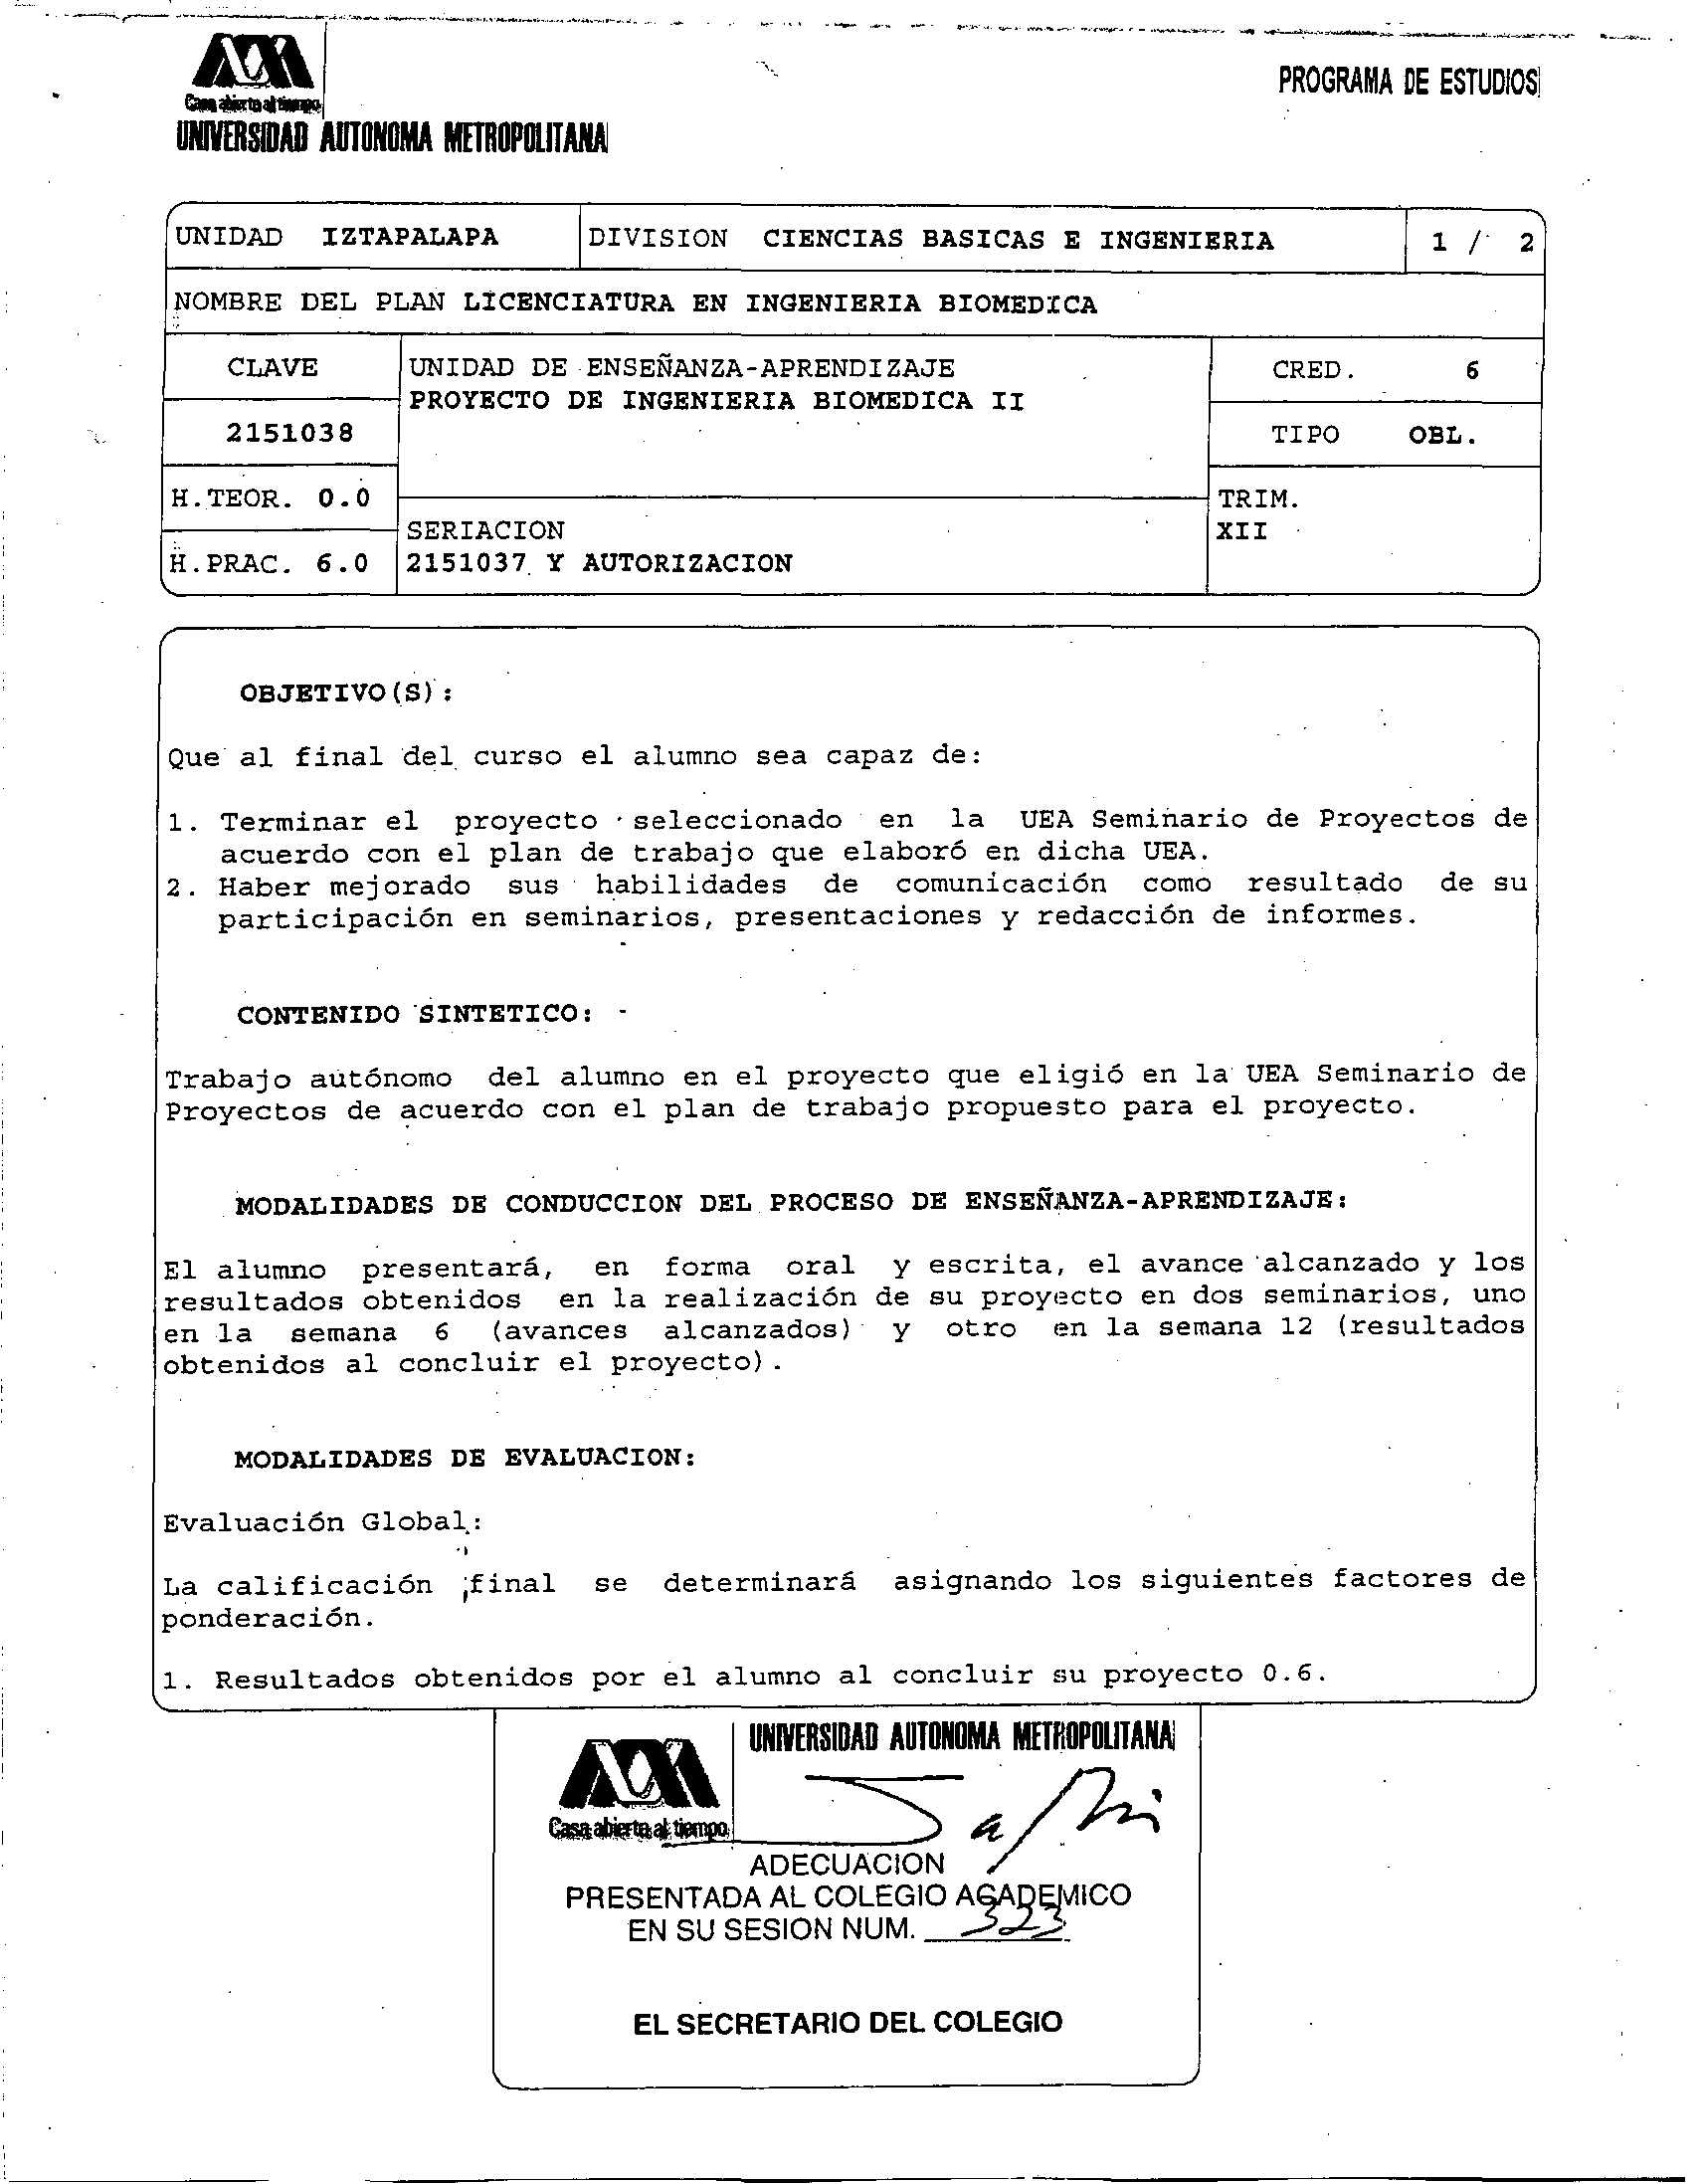 Casa abierta al tiempo
UNIVERSIDAD AUTONOMA METROPOLITANA
PROGRAMA DE ESTUDIOS
UNIDAD IZTAPALAPA
DIVISION CIENCIAS BASICAS E INGENIERIA
1 / 2
NOMBRE DEL PLAN LICENCIATURA EN INGENIERIA BIOMEDICA
CLAVE
2151038
UNIDAD DE ENSEÑANZA-APRENDIZAJE
PROYECTO DE INGENIERIA BIOMEDICA II
CRED. 6
TIPO OBL.
H.TEOR. 0.0
H.PRAC. 6.0
SERIACION
2151037 Y AUTORIZACION
TRIM.
XII
OBJETIVO(S):
Que al final del curso el alumno sea capaz de:
1. Terminar el proyecto seleccionado en la UEA Seminario de Proyectos de
acuerdo con el plan de trabajo que elaboró en dicha UEA.
2. Haber mejorado sus habilidades de comunicación como resultado de su
participación en seminarios, presentaciones y redacción de informes.
CONTENIDO SINTETICO:
Trabajo autónomo del alumno en el proyecto que eligió en la UEA Seminario de
Proyectos de acuerdo con el plan de trabajo propuesto para el proyecto.
MODALIDADES DE CONDUCCION DEL PROCESO DE ENSEÑANZA-APRENDIZAJE:
El alumno presentará, en forma oral y escrita, el avance alcanzado y los
resultados obtenidos en la realización de su proyecto en dos seminarios, uno
en la semana 6 (avances alcanzados) y otro en la semana 12 (resultados
obtenidos al concluir el proyecto).
MODALIDADES DE EVALUACION:
Evaluación Global:
La calificación final se determinará asignando los siguientes factores de
ponderación.
1. Resultados obtenidos por el alumno al concluir su proyecto 0.6.
UNIVERSIDAD AUTONOMA METROPOLITANA
Casa abierta al tiempo
ADECUACION
PRESENTADA AL COLEGIO ACADEMICO
EN SU SESION NUM. 323
EL SECRETARIO DEL COLEGIO